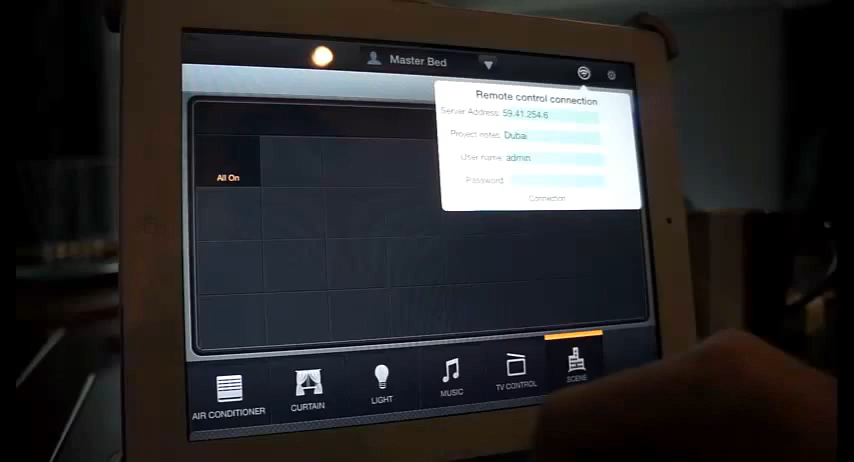 Master Bed
Remote control connection
Server Address: 59.41.254.6
Project notes: Dubai
User name: admin
Password:
Connection
All On
AIR CONDITIONER
CURTAIN
LIGHT
MUSIC
TV CONTROL
SCENE